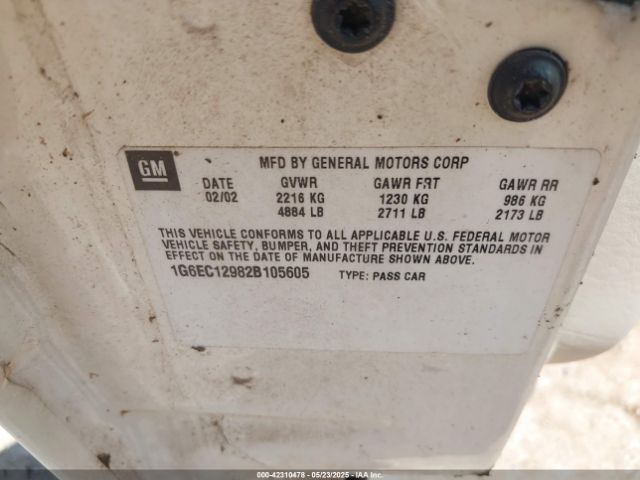 GM
MFD BY GENERAL MOTORS CORP
DATE GVWR GAWR FRT GAWR RR
02/02 2216 KG 1230 KG 986 KG
4884 LB 2711 LB 2173 LB
THIS VEHICLE CONFORMS TO ALL APPLICABLE U.S. FEDERAL MOTOR
VEHICLE SAFETY, BUMPER, AND THEFT PREVENTION STANDARDS IN
EFFECT ON THE DATE OF MANUFACTURE SHOWN ABOVE.
1G6EC12982B105605 TYPE: PASS CAR
000-42310478 - 05/23/2025 - IAA Inc.